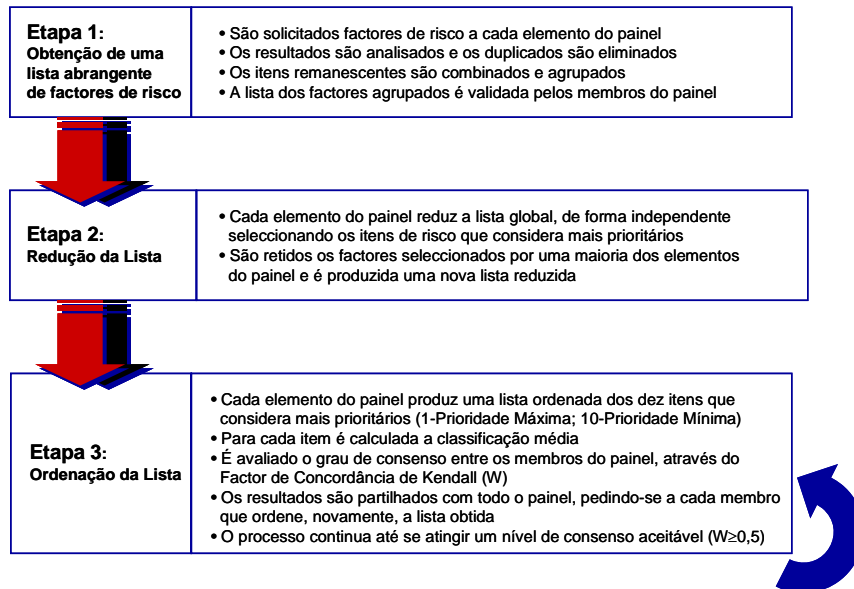 Etapa 1:
Obtenção de uma
lista abrangente
de factores de risco
• São solicitados factores de risco a cada elemento do painel
• Os resultados são analisados e os duplicados são eliminados
• Os itens remanescentes são combinados e agrupados
• A lista dos factores agrupados é validada pelos membros do painel
Etapa 2:
Redução da Lista
• Cada elemento do painel reduz a lista global, de forma independente
seleccionando os itens de risco que considera mais prioritários
• São retidos os factores seleccionados por uma maioria dos elementos
do painel e é produzida uma nova lista reduzida
Etapa 3:
Ordenação da Lista
• Cada elemento do painel produz uma lista ordenada dos dez itens que
considera mais prioritários (1-Prioridade Máxima; 10-Prioridade Mínima)
• Para cada item é calculada a classificação média
• É avaliado o grau de consenso entre os membros do painel, através do
Factor de Concordância de Kendall (W)
• Os resultados são partilhados com todo o painel, pedindo-se a cada membro
que ordene, novamente, a lista obtida
• O processo continua até se atingir um nível de consenso aceitável (W≥0,5)